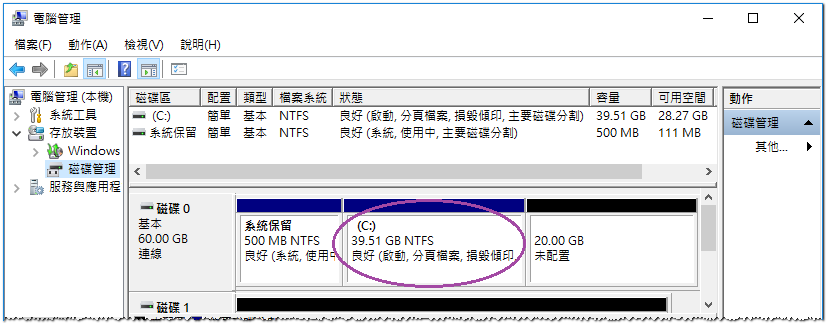 電腦管理
檔案(F) 動作(A) 檢視(V) 說明(H)
電腦管理 (本機)
系統工具
存放裝置
Windows
磁碟管理
服務與應用程
磁碟區 配置 類型 檔案系統 狀態 容量 可用空間
(C:) 簡單 基本 NTFS 良好 (啟動, 分頁檔案, 損毀傾印, 主要磁碟分割) 39.51 GB 28.27 GB
系統保留 簡單 基本 NTFS 良好 (系統, 使用中, 主要磁碟分割) 500 MB 111 MB
動作
磁碟管理
其他...
磁碟 0
基本
60.00 GB
連線
系統保留
500 MB NTFS
良好 (系統, 使用中
(C:)
39.51 GB NTFS
良好 (啟動, 分頁檔案, 損毀傾印,
20.00 GB
未配置
磁碟 1